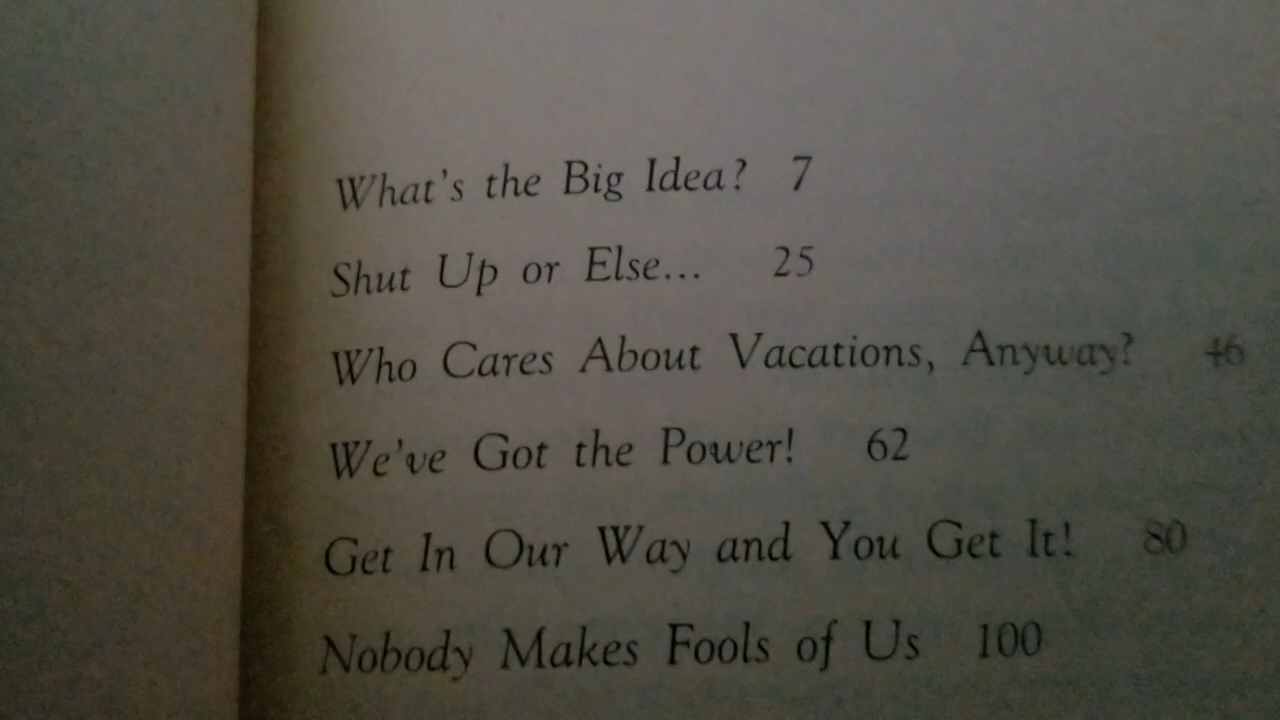 What's the Big Idea? 7
Shut Up or Else... 25
Who Cares About Vacations, Anyway? 46
We've Got the Power! 62
Get In Our Way and You Get It! 80
Nobody Makes Fools of Us 100